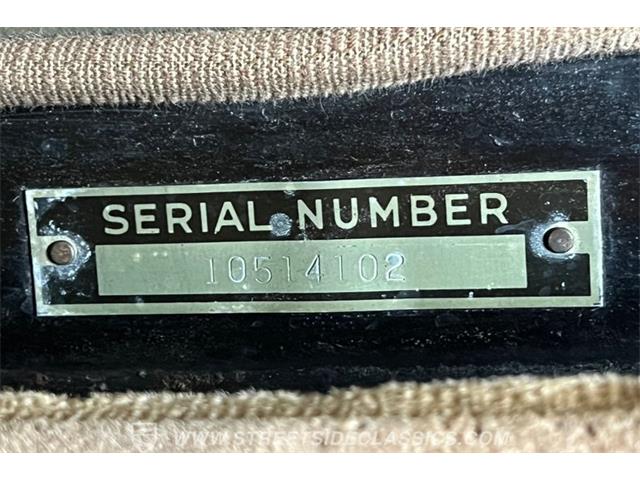 SERIAL NUMBER
10514102
WWW.STREETSIDECLASSICS.COM